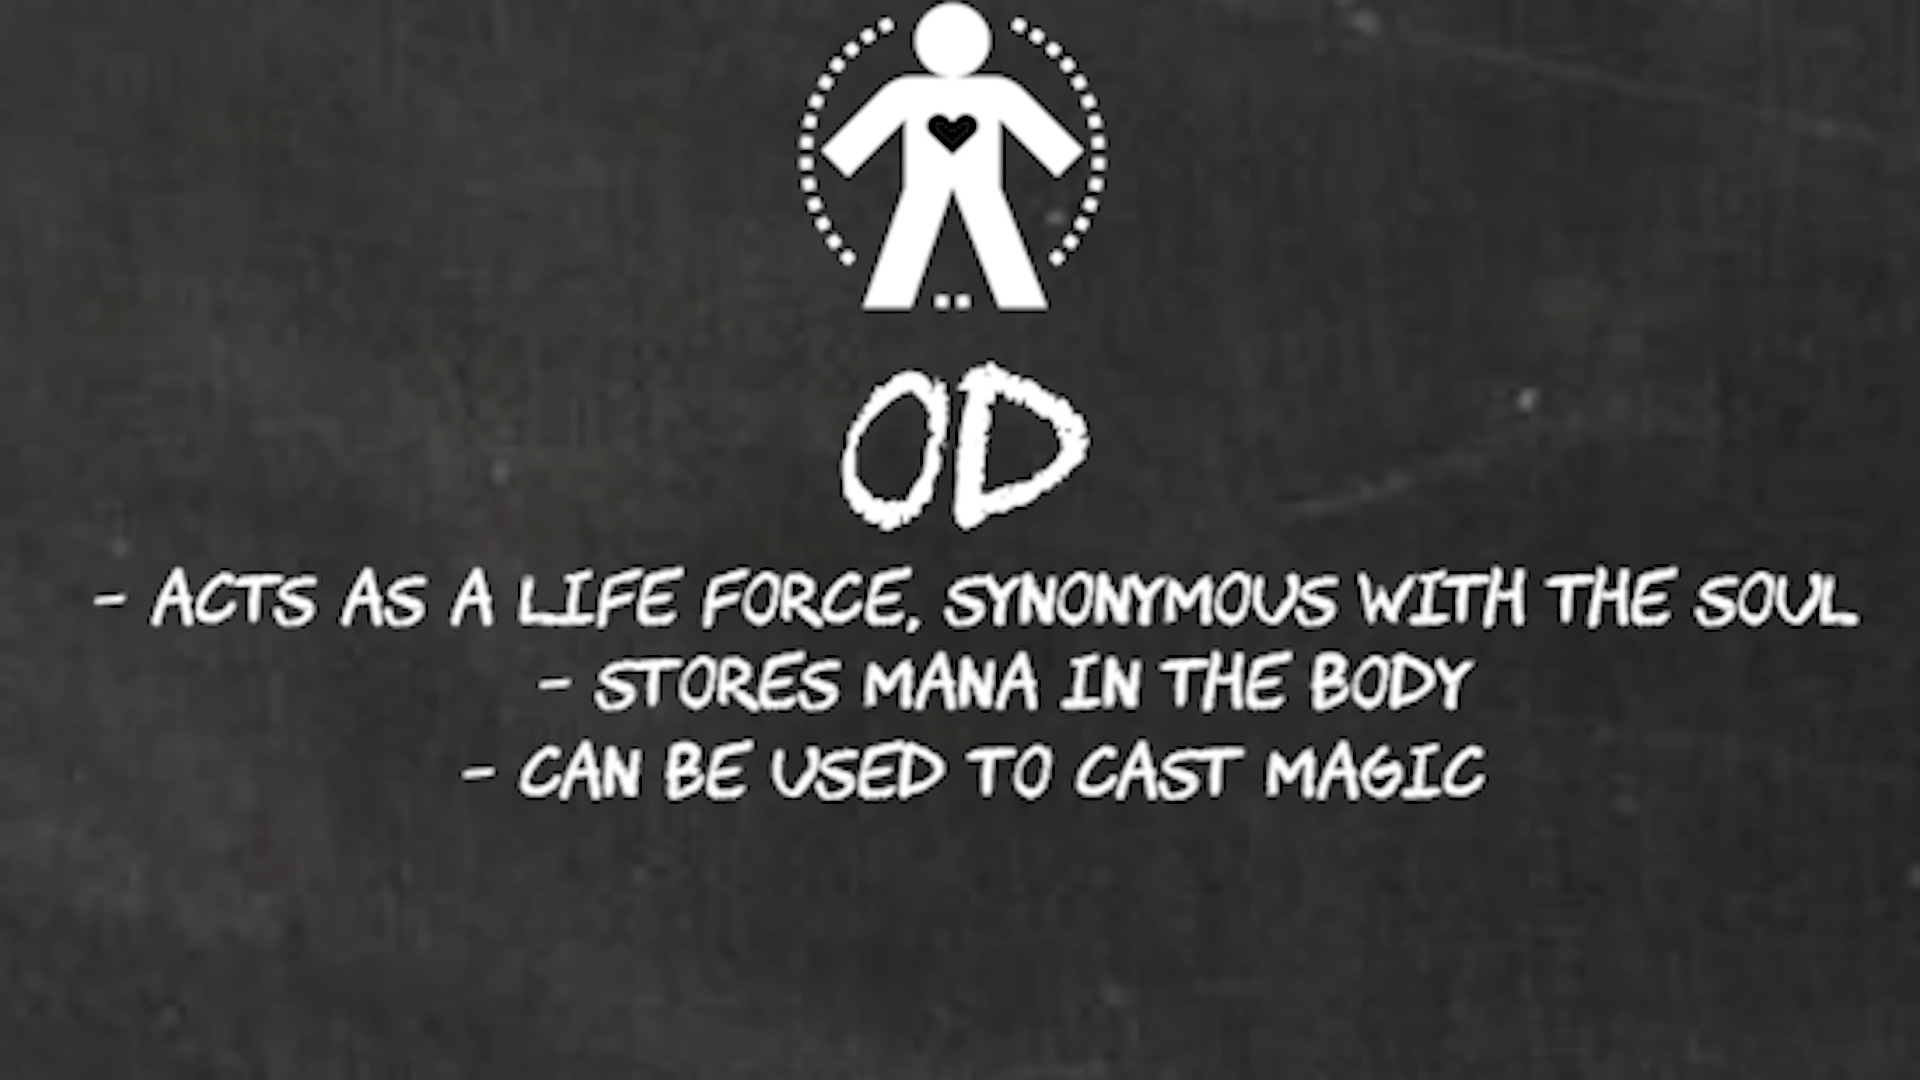 OD
- ACTS AS A LIFE FORCE, SYNONYMOUS WITH THE SOUL
- STORES MANA IN THE BODY
- CAN BE USED TO CAST MAGIC